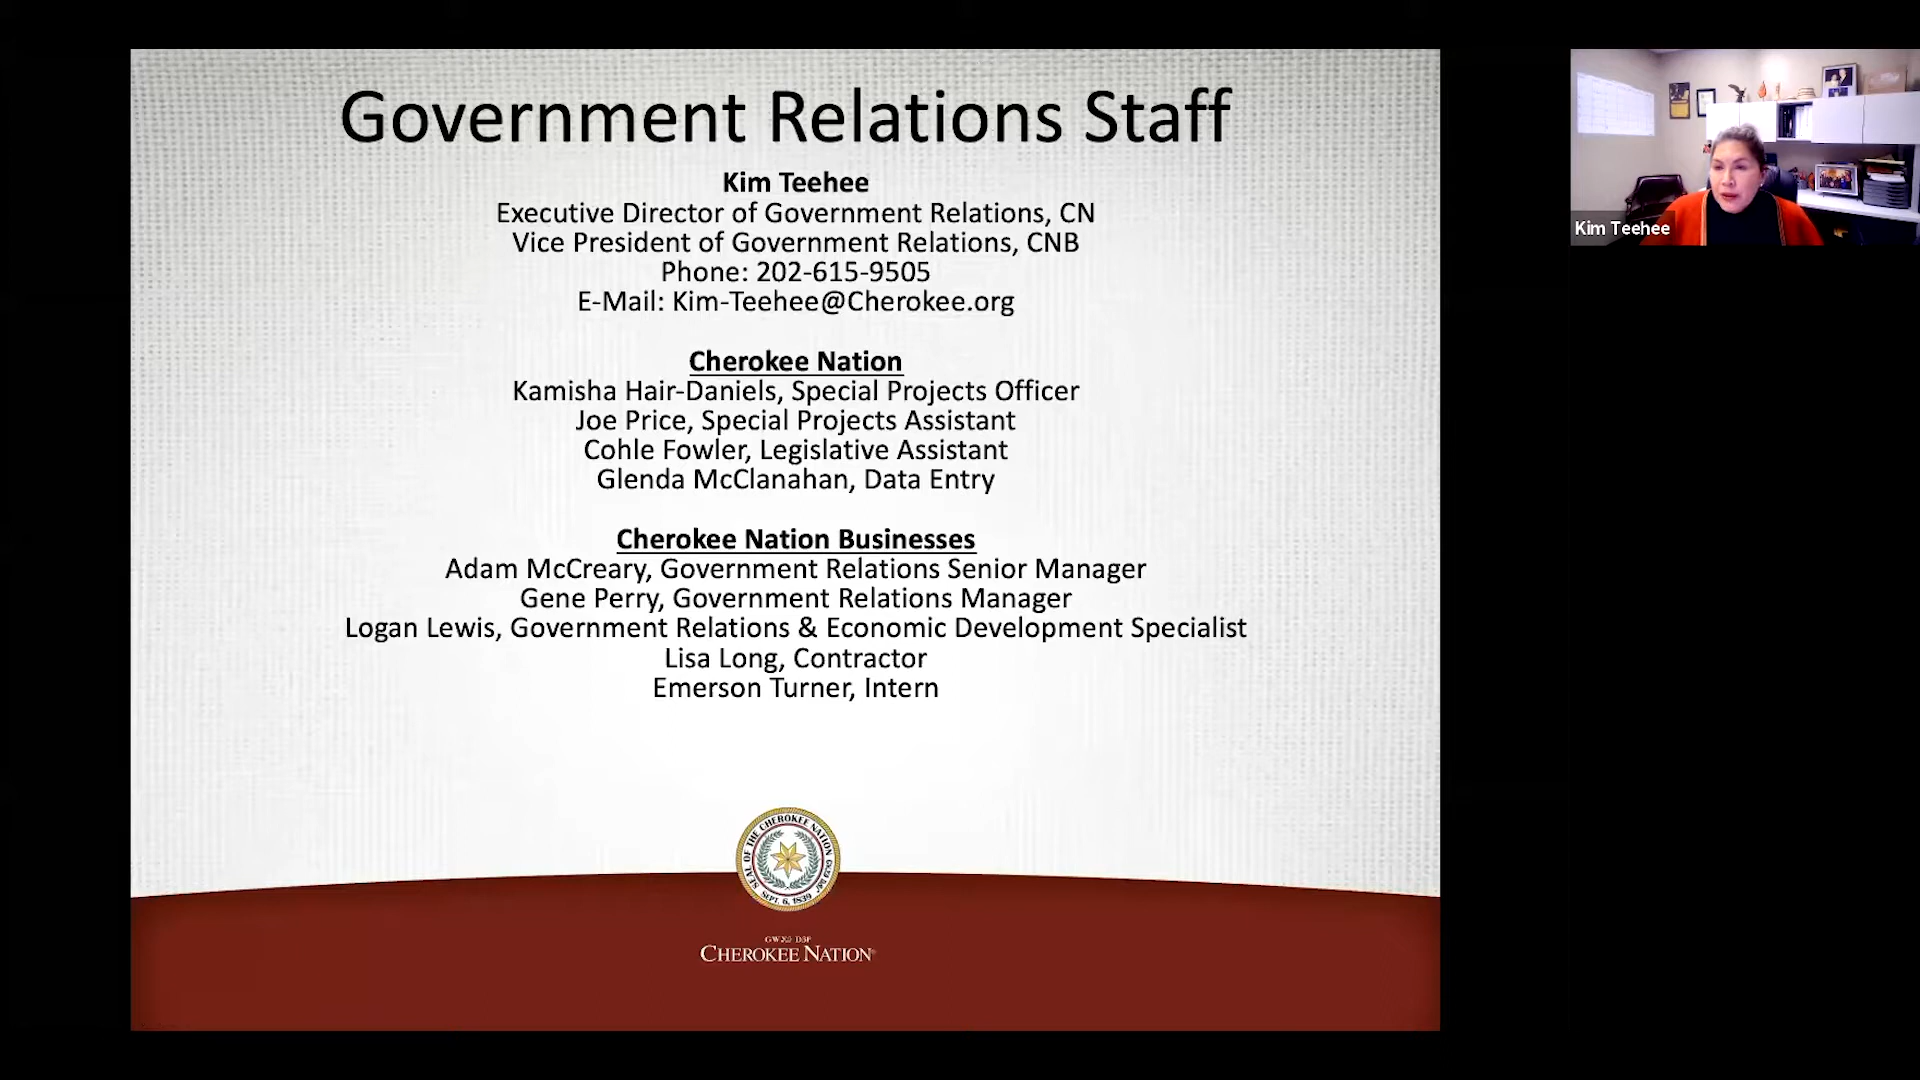 Government Relations Staff
Kim Teehee
Executive Director of Government Relations, CN
Vice President of Government Relations, CNB
Phone: 202-615-9505
E-Mail: Kim-Teehee@Cherokee.org
Cherokee Nation
Kamisha Hair-Daniels, Special Projects Officer
Joe Price, Special Projects Assistant
Cohle Fowler, Legislative Assistant
Glenda McClanahan, Data Entry
Cherokee Nation Businesses
Adam McCreary, Government Relations Senior Manager
Gene Perry, Government Relations Manager
Logan Lewis, Government Relations & Economic Development Specialist
Lisa Long, Contractor
Emerson Turner, Intern
SEAL OF THE CHEROKEE NATION
SEPT. 6, 1839
CHEROKEE NATION®
Kim Teehee